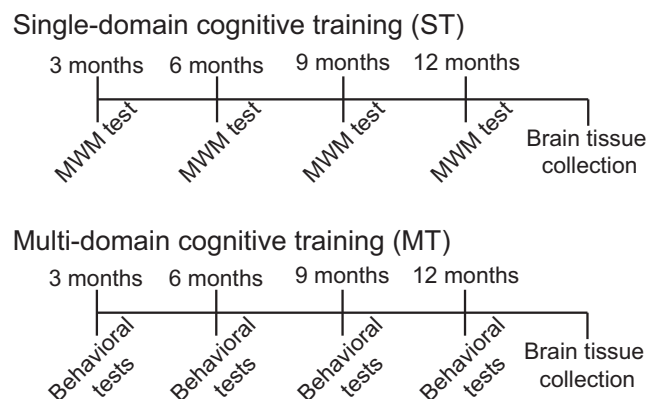 Single-domain cognitive training (ST)
3 months 6 months 9 months 12 months
MWM test MWM test MWM test MWM test
Brain tissue
collection
Multi-domain cognitive training (MT)
3 months 6 months 9 months 12 months
Behavioral
tests
Behavioral
tests
Behavioral
tests
Behavioral
tests
Brain tissue
collection